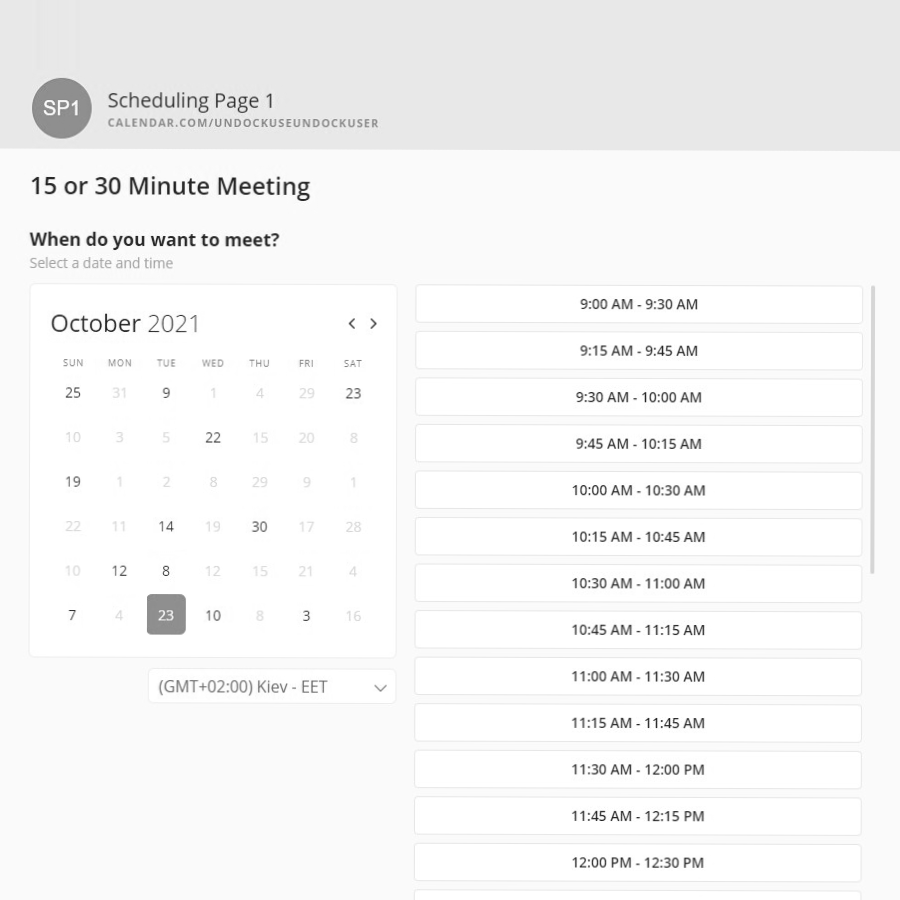 SP1
Scheduling Page 1
CALENDAR.COM/UNDOCKUSEUNDOCKUSER
15 or 30 Minute Meeting
When do you want to meet?
Select a date and time
October 2021
SUN MON TUE WED THU FRI SAT
25 31 9 1 4 29 23
10 3 5 22 15 20 8
19 1 2 8 29 9 1
22 11 14 19 30 17 28
10 12 8 12 15 21 4
7 4 23 10 8 3 16
(GMT+02:00) Kiev - EET
9:00 AM - 9:30 AM
9:15 AM - 9:45 AM
9:30 AM - 10:00 AM
9:45 AM - 10:15 AM
10:00 AM - 10:30 AM
10:15 AM - 10:45 AM
10:30 AM - 11:00 AM
10:45 AM - 11:15 AM
11:00 AM - 11:30 AM
11:15 AM - 11:45 AM
11:30 AM - 12:00 PM
11:45 AM - 12:15 PM
12:00 PM - 12:30 PM